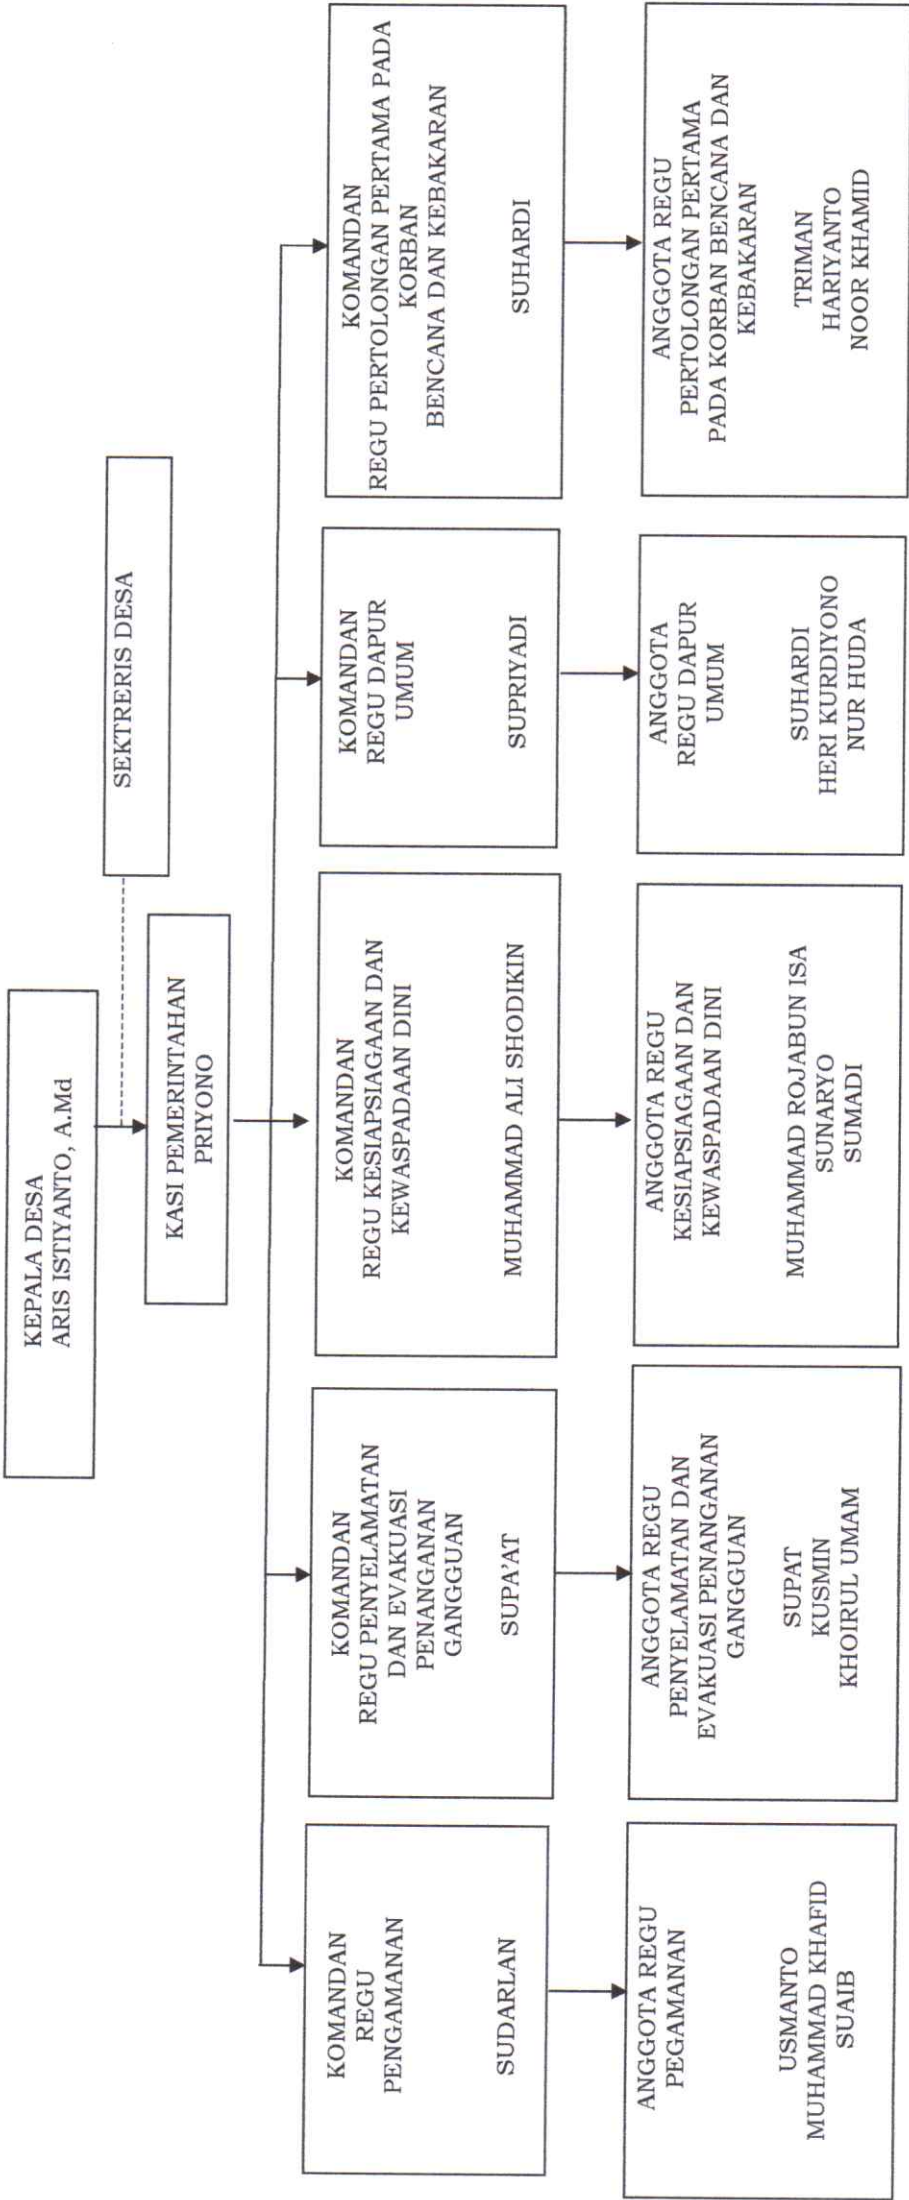 KEPALA DESA
ARIS ISTIYANTO, A.Md
SEKTRERIS DESA
KASI PEMERINTAHAN
PRIYONO
KOMANDAN
REGU
PENGAMANAN
SUDARLAN
KOMANDAN
REGU PENYELAMATAN
DAN EVAKUASI
PENANGANAN
GANGGUAN
SUPA'AT
KOMANDAN
REGU KESIAPSIAGAAN DAN
KEWASPADAAN DINI
MUHAMMAD ALI SHODIKIN
KOMANDAN
REGU DAPUR
UMUM
SUPRIYADI
KOMANDAN
REGU PERTOLONGAN PERTAMA PADA
KORBAN
BENCANA DAN KEBAKARAN
SUHARDI
ANGGOTA REGU
PEGAMANAN
USMANTO
MUHAMMAD KHAFID
SUAIB
ANGGOTA REGU
PENYELAMATAN DAN
EVAKUASI PENANGANAN
GANGGUAN
SUPAT
KUSMIN
KHOIRUL UMAM
ANGGOTA REGU
KESIAPSIAGAAN DAN
KEWASPADAAN DINI
MUHAMMAD ROJABUN ISA
SUNARYO
SUMADI
ANGGOTA
REGU DAPUR
UMUM
SUHARDI
HERI KURDIYONO
NUR HUDA
ANGGOTA REGU
PERTOLONGAN PERTAMA
PADA KORBAN BENCANA DAN
KEBAKARAN
TRIMAN
HARIYANTO
NOOR KHAMID